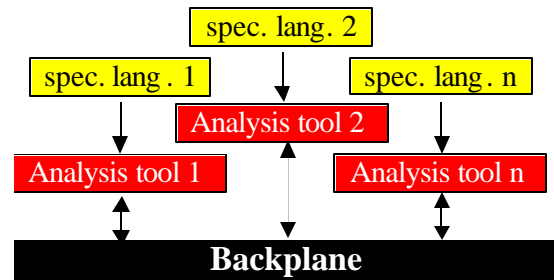 spec. lang. 2
spec. lang . 1
spec. lang. n
Analysis tool 2
Analysis tool 1
Analysis tool n
Backplane